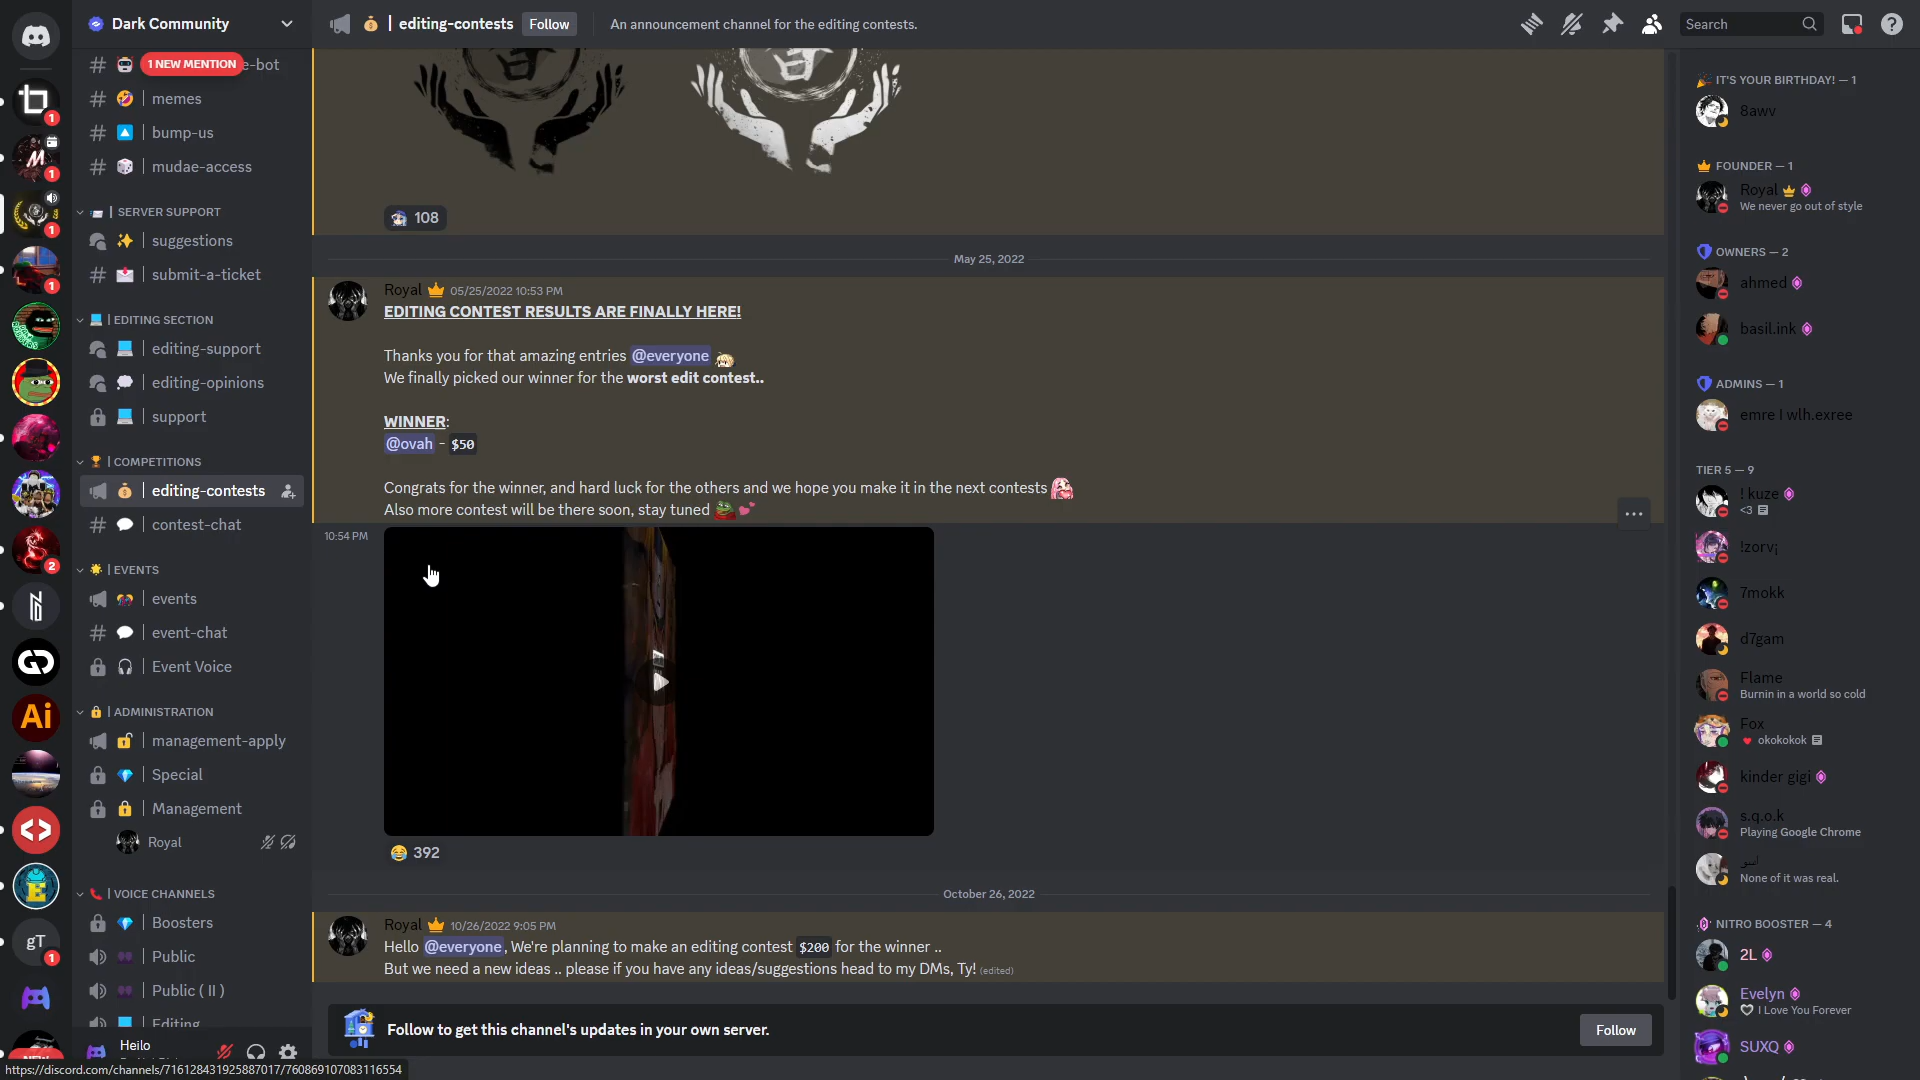 Dark Community
1 NEW MENTION
e-bot
memes
bump-us
mudae-access
| SERVER SUPPORT
suggestions
submit-a-ticket
| EDITING SECTION
editing-support
editing-opinions
support
| COMPETITIONS
editing-contests
contest-chat
| EVENTS
events
event-chat
Event Voice
| ADMINISTRATION
management-apply
Special
Management
Royal
| VOICE CHANNELS
Boosters
Public
Public ( II )
Editing
Heilo
https://discord.com/channels/716128431925887017/760869107083116554
1
1
1
1
2
Ai
gT
1
NEW
| editing-contests
Follow
An announcement channel for the editing contests.
Search
108
May 25, 2022
Royal 05/25/2022 10:53 PM
EDITING CONTEST RESULTS ARE FINALLY HERE!
Thanks you for that amazing entries @everyone
We finally picked our winner for the worst edit contest..
WINNER:
@ovah - $50
Congrats for the winner, and hard luck for the others and we hope you make it in the next contests
Also more contest will be there soon, stay tuned
10:54 PM
392
October 26, 2022
Royal 10/26/2022 9:05 PM
Hello @everyone, We're planning to make an editing contest $200 for the winner ..
But we need a new ideas .. please if you have any ideas/suggestions head to my DMs, Ty! (edited)
Follow to get this channel's updates in your own server.
Follow
IT'S YOUR BIRTHDAY! — 1
8awv
FOUNDER — 1
Royal
We never go out of style
OWNERS — 2
ahmed
basil.ink
ADMINS — 1
emre I wlh.exree
TIER 5 — 9
! kuze
<3
!zorv¡
7mokk
d7gam
Flame
Burnin in a world so cold
Fox
okokokok
kinder gigi
s.q.o.k
Playing Google Chrome
None of it was real.
NITRO BOOSTER — 4
2L
Evelyn
I Love You Forever
SUXQ